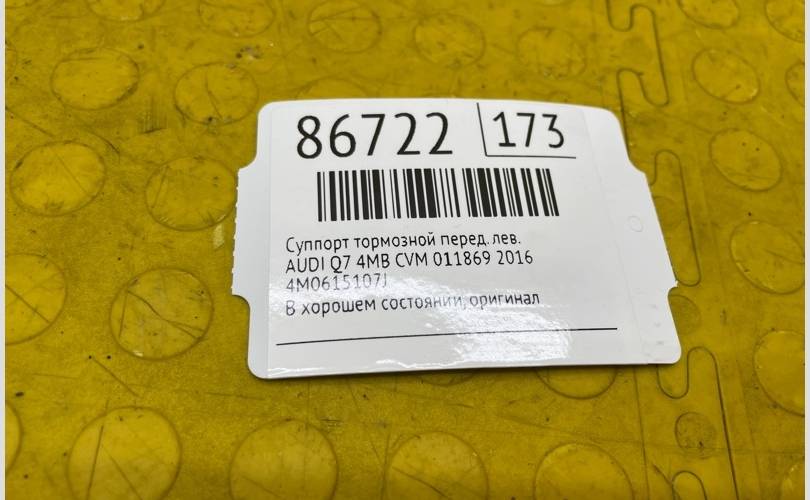 86722 173
Суппорт тормозной перед. лев.
AUDI Q7 4MB CVM 011869 2016
4M0615107J
В хорошем состоянии, оригинал